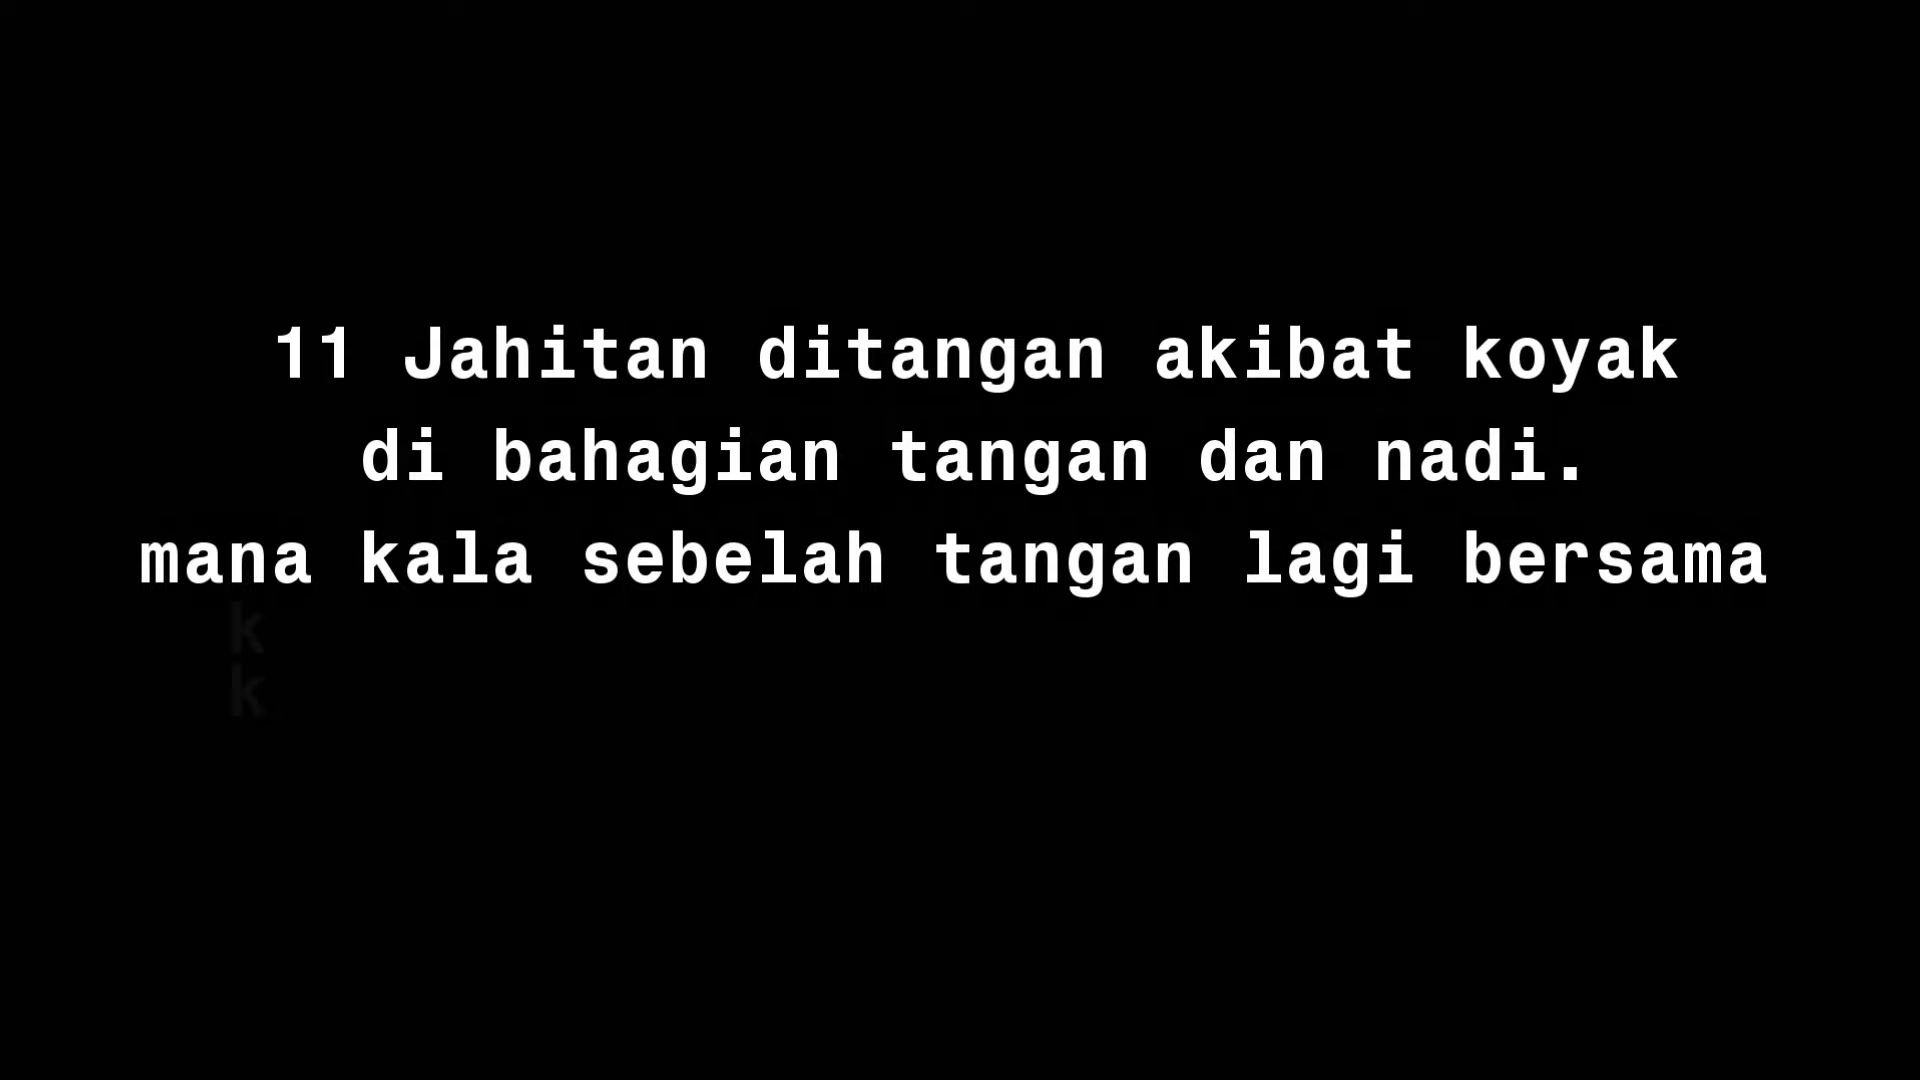 11 Jahitan ditangan akibat koyak
di bahagian tangan dan nadi.
mana kala sebelah tangan lagi bersama
k
k